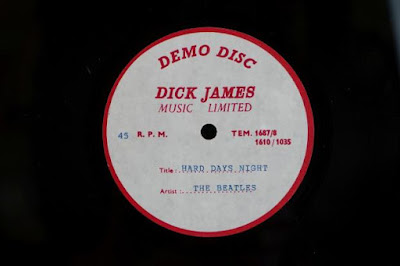 DEMO DISC
DICK JAMES
MUSIC LIMITED
45 R. P. M. TEM. 1687/8
1610 / 1035
Title: HARD DAYS NIGHT
Artist: THE BEATLES